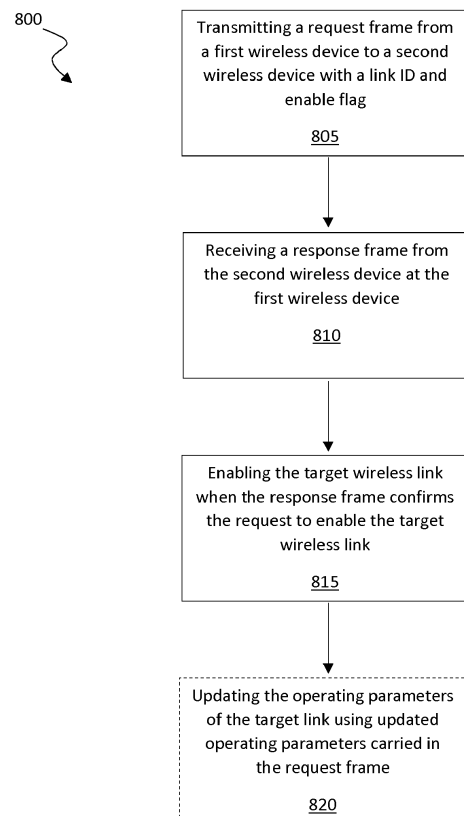 800
Transmitting a request frame from
a first wireless device to a second
wireless device with a link ID and
enable flag
805
Receiving a response frame from
the second wireless device at the
first wireless device
810
Enabling the target wireless link
when the response frame confirms
the request to enable the target
wireless link
815
Updating the operating parameters
of the target link using updated
operating parameters carried in
the request frame
820